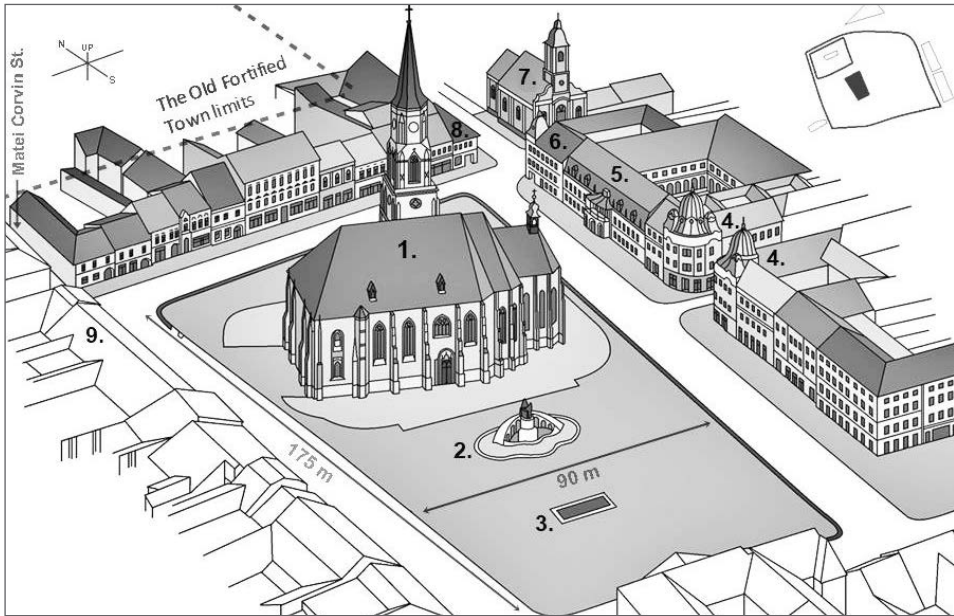 N
UP
S
Matei Corvin St.
The Old Fortified
Town limits
7.
8.
6.
5.
4.
4.
1.
9.
2.
175 m
90 m
3.